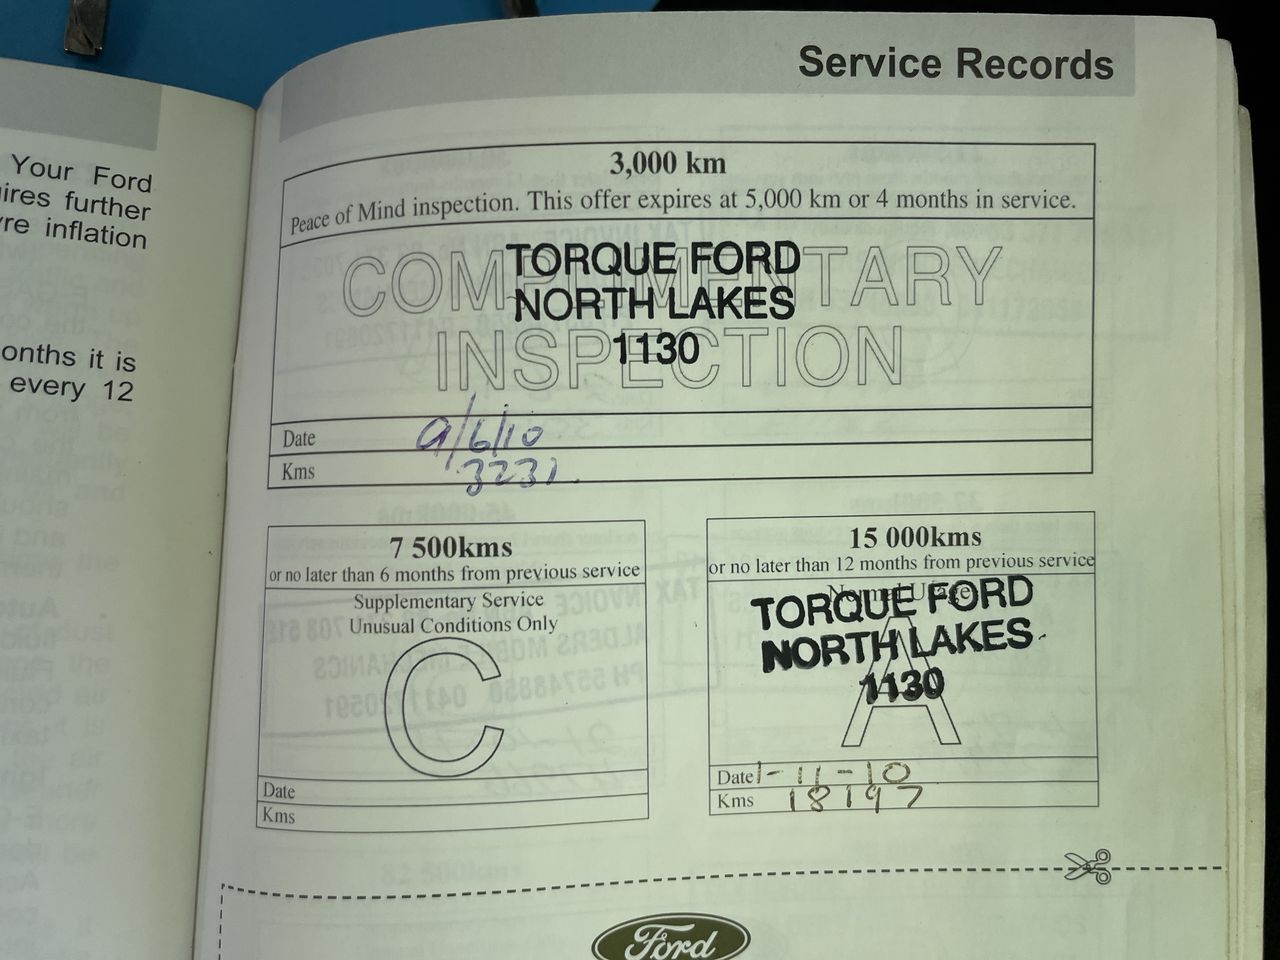 Service Records
Your Ford
ires further
re inflation
onths it is
every 12
3,000 km
Peace of Mind inspection. This offer expires at 5,000 km or 4 months in service.
COMPLIMENTARY
INSPECTION
TORQUE FORD
NORTH LAKES
1130
Date 9/6/10
Kms 3231
7 500kms
or no later than 6 months from previous service
Supplementary Service
Unusual Conditions Only
C
Date
Kms
15 000kms
or no later than 12 months from previous service
Normal Usage
A
TORQUE FORD
NORTH LAKES
1130
Date 1-11-10
Kms 18197
Ford